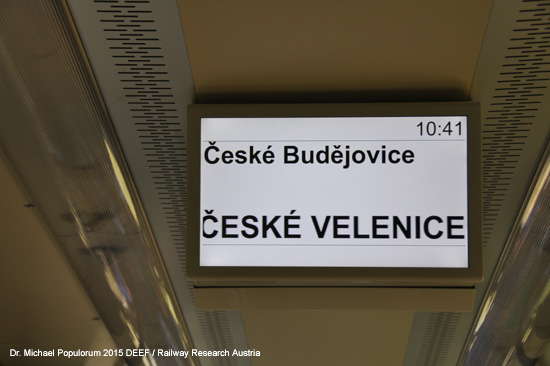 10:41
České Budějovice
ČESKÉ VELENICE
Dr. Michael Populorum 2015 DEEF / Railway Research Austria